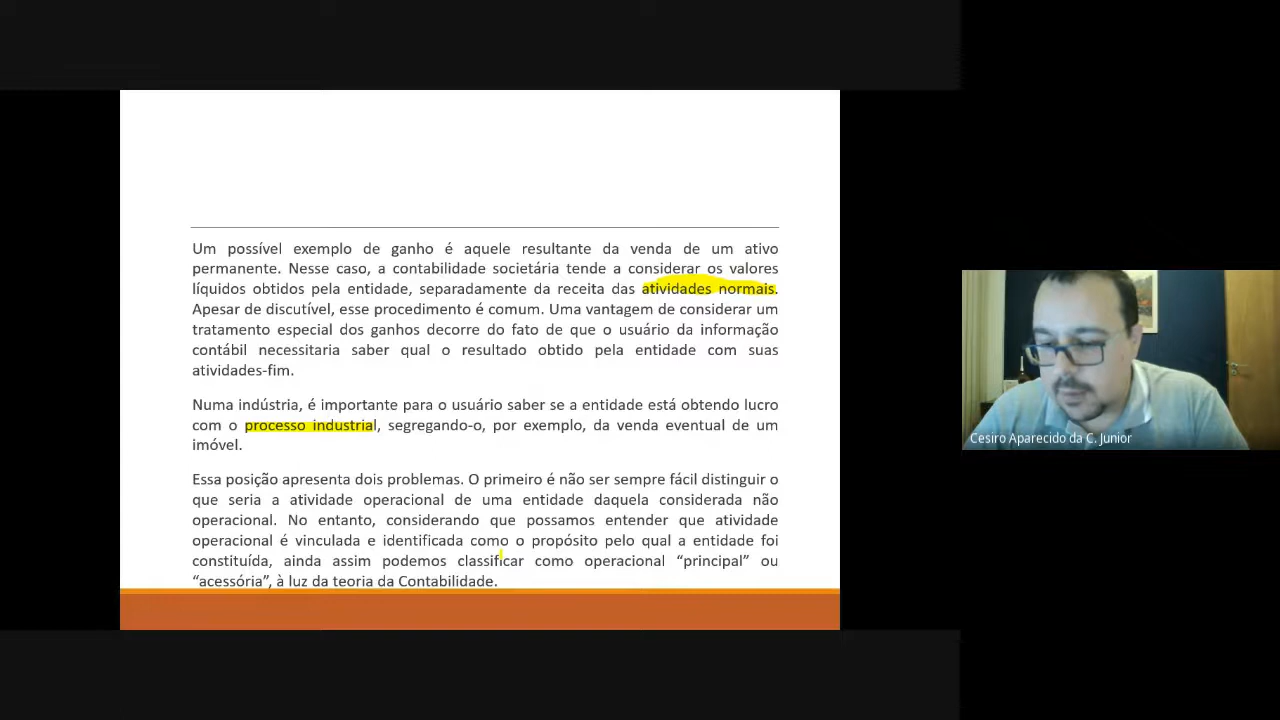 Um possível exemplo de ganho é aquele resultante da venda de um ativo
permanente. Nesse caso, a contabilidade societária tende a considerar os valores
líquidos obtidos pela entidade, separadamente da receita das atividades normais.
Apesar de discutível, esse procedimento é comum. Uma vantagem de considerar um
tratamento especial dos ganhos decorre do fato de que o usuário da informação
contábil necessitaria saber qual o resultado obtido pela entidade com suas
atividades-fim.
Numa indústria, é importante para o usuário saber se a entidade está obtendo lucro
com o processo industrial, segregando-o, por exemplo, da venda eventual de um
imóvel.
Essa posição apresenta dois problemas. O primeiro é não ser sempre fácil distinguir o
que seria a atividade operacional de uma entidade daquela considerada não
operacional. No entanto, considerando que possamos entender que atividade
operacional é vinculada e identificada como o propósito pelo qual a entidade foi
constituída, ainda assim podemos classificar como operacional “principal” ou
“acessória”, à luz da teoria da Contabilidade.
Cesiro Aparecido da C. Junior